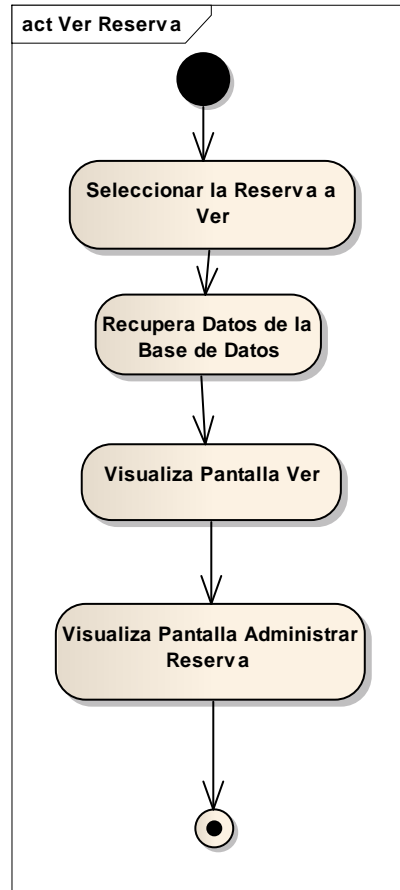 act Ver Reserva
Seleccionar la Reserva a
Ver
Recupera Datos de la
Base de Datos
Visualiza Pantalla Ver
Visualiza Pantalla Administrar
Reserva